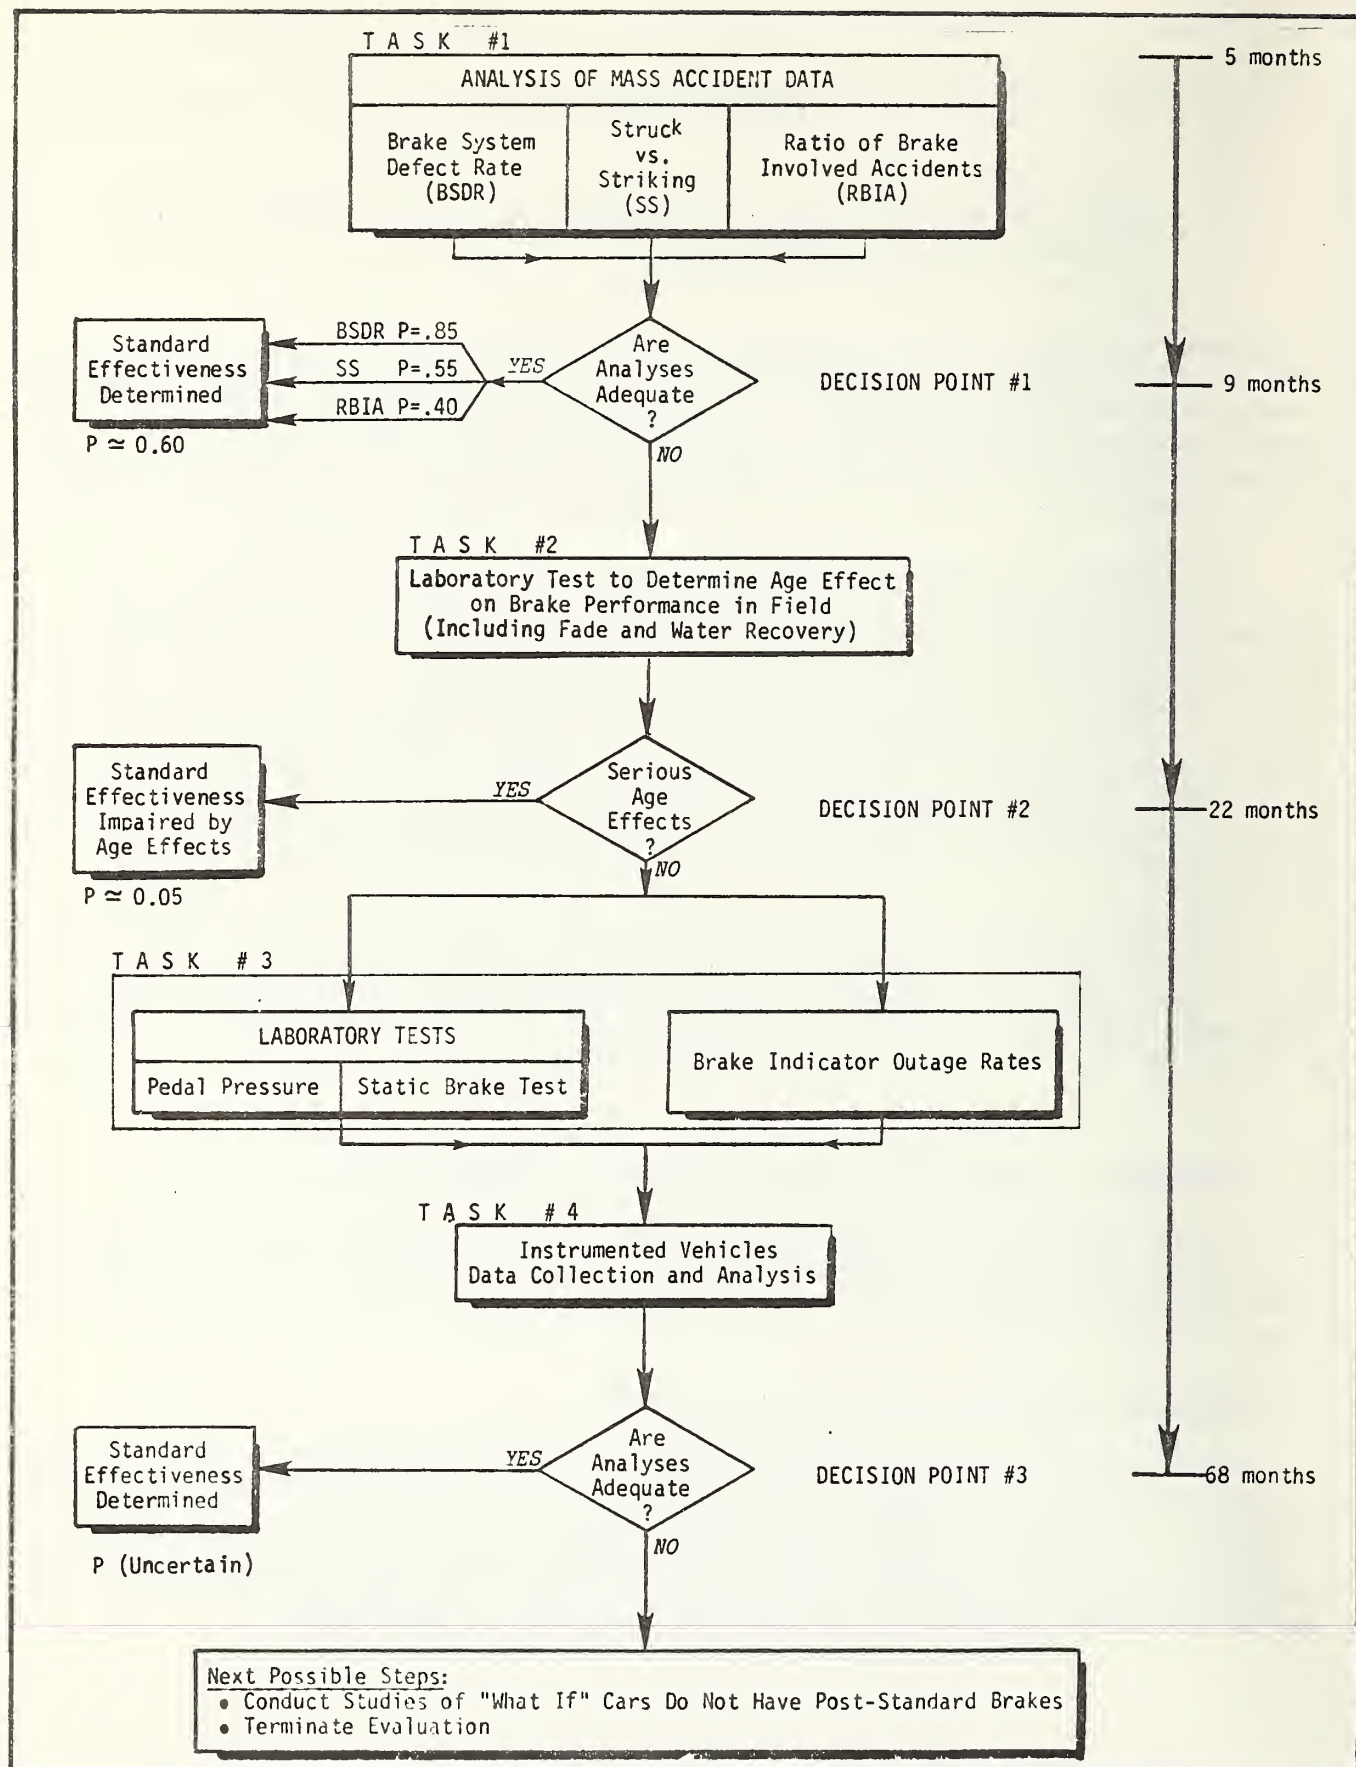 T A S K #1
5 months
ANALYSIS OF MASS ACCIDENT DATA
Brake System
Defect Rate
(BSDR)
Struck
vs.
Striking
(SS)
Ratio of Brake
Involved Accidents
(RBIA)
Standard
Effectiveness
Determined
P ≃ 0.60
BSDR P=.85
SS P=.55
RBIA P=.40
YES
Are
Analyses
Adequate
?
NO
DECISION POINT #1
9 months
T A S K #2
Laboratory Test to Determine Age Effect
on Brake Performance in Field
(Including Fade and Water Recovery)
Standard
Effectiveness
Impaired by
Age Effects
P ≃ 0.05
YES
Serious
Age
Effects
?
NO
DECISION POINT #2
22 months
T A S K # 3
LABORATORY TESTS
Pedal Pressure
Static Brake Test
Brake Indicator Outage Rates
T A S K # 4
Instrumented Vehicles
Data Collection and Analysis
Standard
Effectiveness
Determined
P (Uncertain)
YES
Are
Analyses
Adequate
?
NO
DECISION POINT #3
68 months
Next Possible Steps:
• Conduct Studies of "What If" Cars Do Not Have Post-Standard Brakes
• Terminate Evaluation